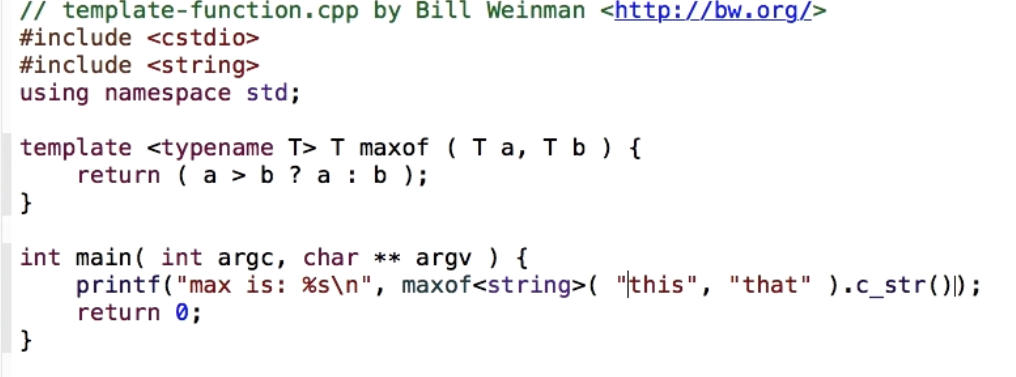 // template-function.cpp by Bill Weinman <http://bw.org/>
#include <cstdio>
#include <string>
using namespace std;
template <typename T> T maxof ( T a, T b ) {
    return ( a > b ? a : b );
}
int main( int argc, char ** argv ) {
    printf("max is: %s\n", maxof<string>( "this", "that" ).c_str());
    return 0;
}